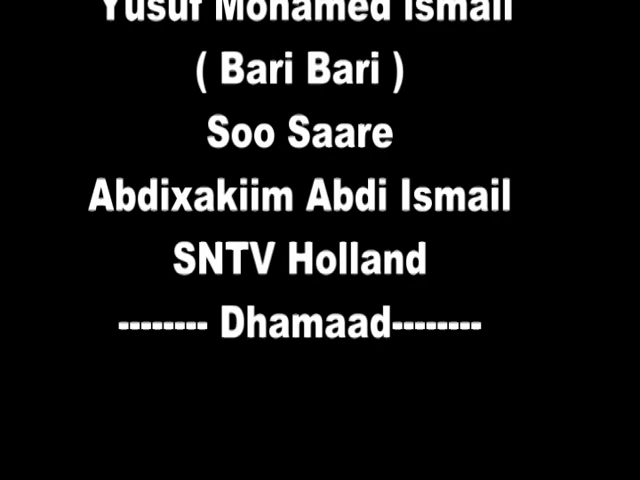 Yusuf Mohamed Ismail
( Bari Bari )
Soo Saare
Abdixakiim Abdi Ismail
SNTV Holland
-------- Dhamaad--------